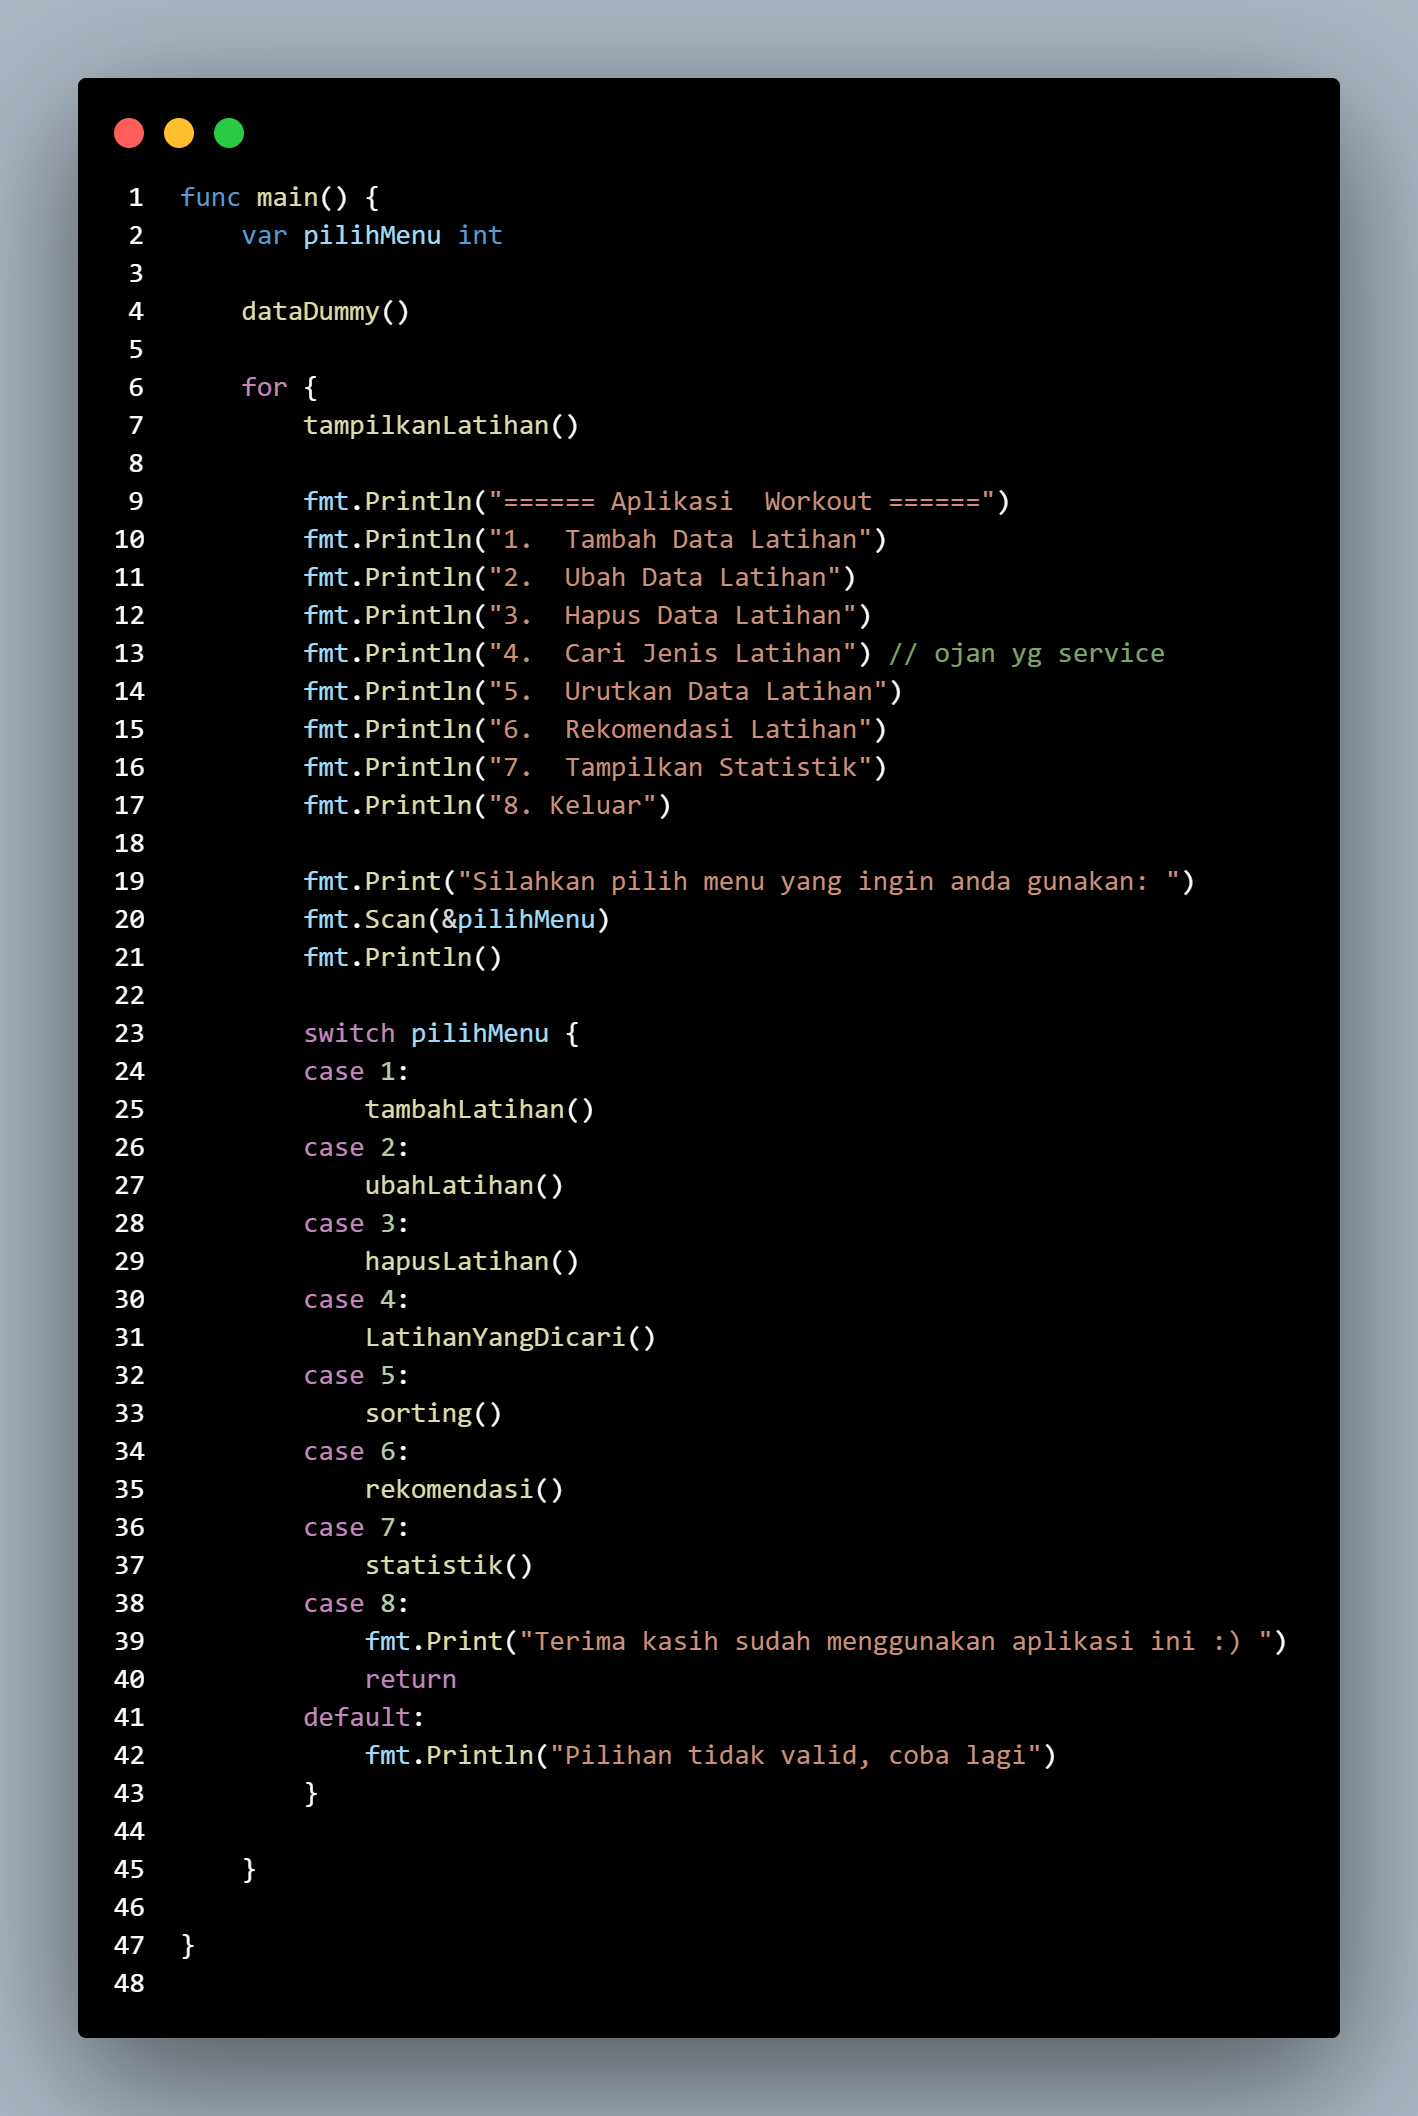 1 func main() {
2     var pilihMenu int
3
4     dataDummy()
5
6     for {
7         tampilkanLatihan()
8
9         fmt.Println("====== Aplikasi  Workout ======")
10         fmt.Println("1.  Tambah Data Latihan")
11         fmt.Println("2.  Ubah Data Latihan")
12         fmt.Println("3.  Hapus Data Latihan")
13         fmt.Println("4.  Cari Jenis Latihan") // ojan yg service
14         fmt.Println("5.  Urutkan Data Latihan")
15         fmt.Println("6.  Rekomendasi Latihan")
16         fmt.Println("7.  Tampilkan Statistik")
17         fmt.Println("8. Keluar")
18
19         fmt.Print("Silahkan pilih menu yang ingin anda gunakan: ")
20         fmt.Scan(&pilihMenu)
21         fmt.Println()
22
23         switch pilihMenu {
24         case 1:
25             tambahLatihan()
26         case 2:
27             ubahLatihan()
28         case 3:
29             hapusLatihan()
30         case 4:
31             LatihanYangDicari()
32         case 5:
33             sorting()
34         case 6:
35             rekomendasi()
36         case 7:
37             statistik()
38         case 8:
39             fmt.Print("Terima kasih sudah menggunakan aplikasi ini :) ")
40             return
41         default:
42             fmt.Println("Pilihan tidak valid, coba lagi")
43         }
44
45     }
46
47 }
48